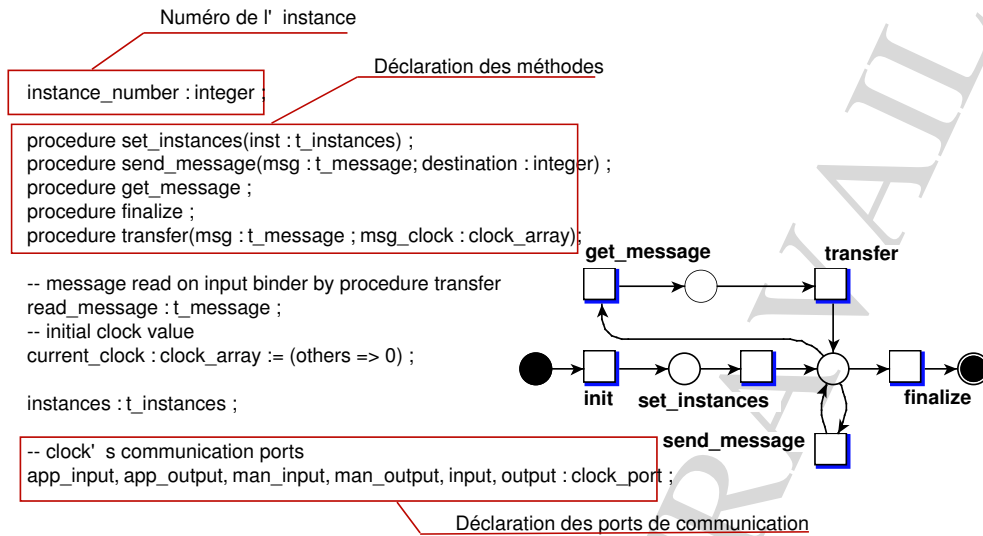 Numéro de l' instance
Déclaration des méthodes
instance_number : integer ;
procedure set_instances(inst : t_instances) ;
procedure send_message(msg : t_message; destination : integer) ;
procedure get_message ;
procedure finalize ;
procedure transfer(msg : t_message ; msg_clock : clock_array);
-- message read on input binder by procedure transfer
read_message : t_message ;
-- initial clock value
current_clock : clock_array := (others => 0) ;
instances : t_instances ;
-- clock' s communication ports
app_input, app_output, man_input, man_output, input, output : clock_port ;
Déclaration des ports de communication
get_message
transfer
init
set_instances
finalize
send_message
RAVAIL